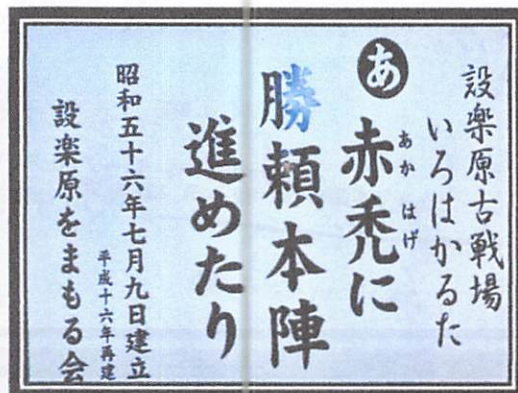 設楽原古戦場
いろはかるた
あ
赤禿に
あか はげ
勝頼本陣
進めたり
昭和五十六年七月九日建立
平成十六年再建
設楽原をまもる会